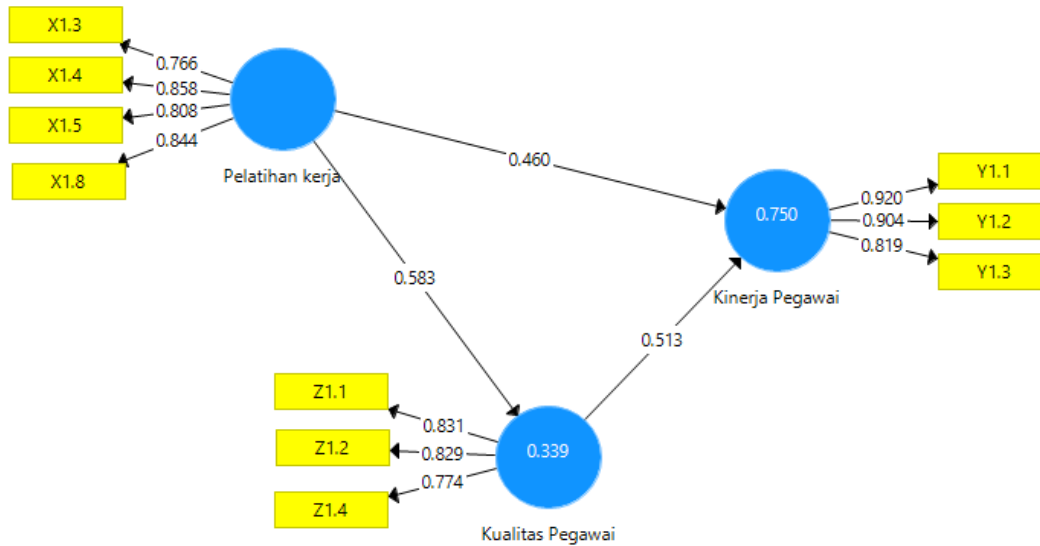 X1.3
X1.4
X1.5
X1.8
0.766
0.858
0.808
0.844
Pelatihan kerja
0.460
0.583
0.750
Kinerja Pegawai
0.920
0.904
0.819
Y1.1
Y1.2
Y1.3
0.513
Z1.1
Z1.2
Z1.4
0.831
0.829
0.774
0.339
Kualitas Pegawai